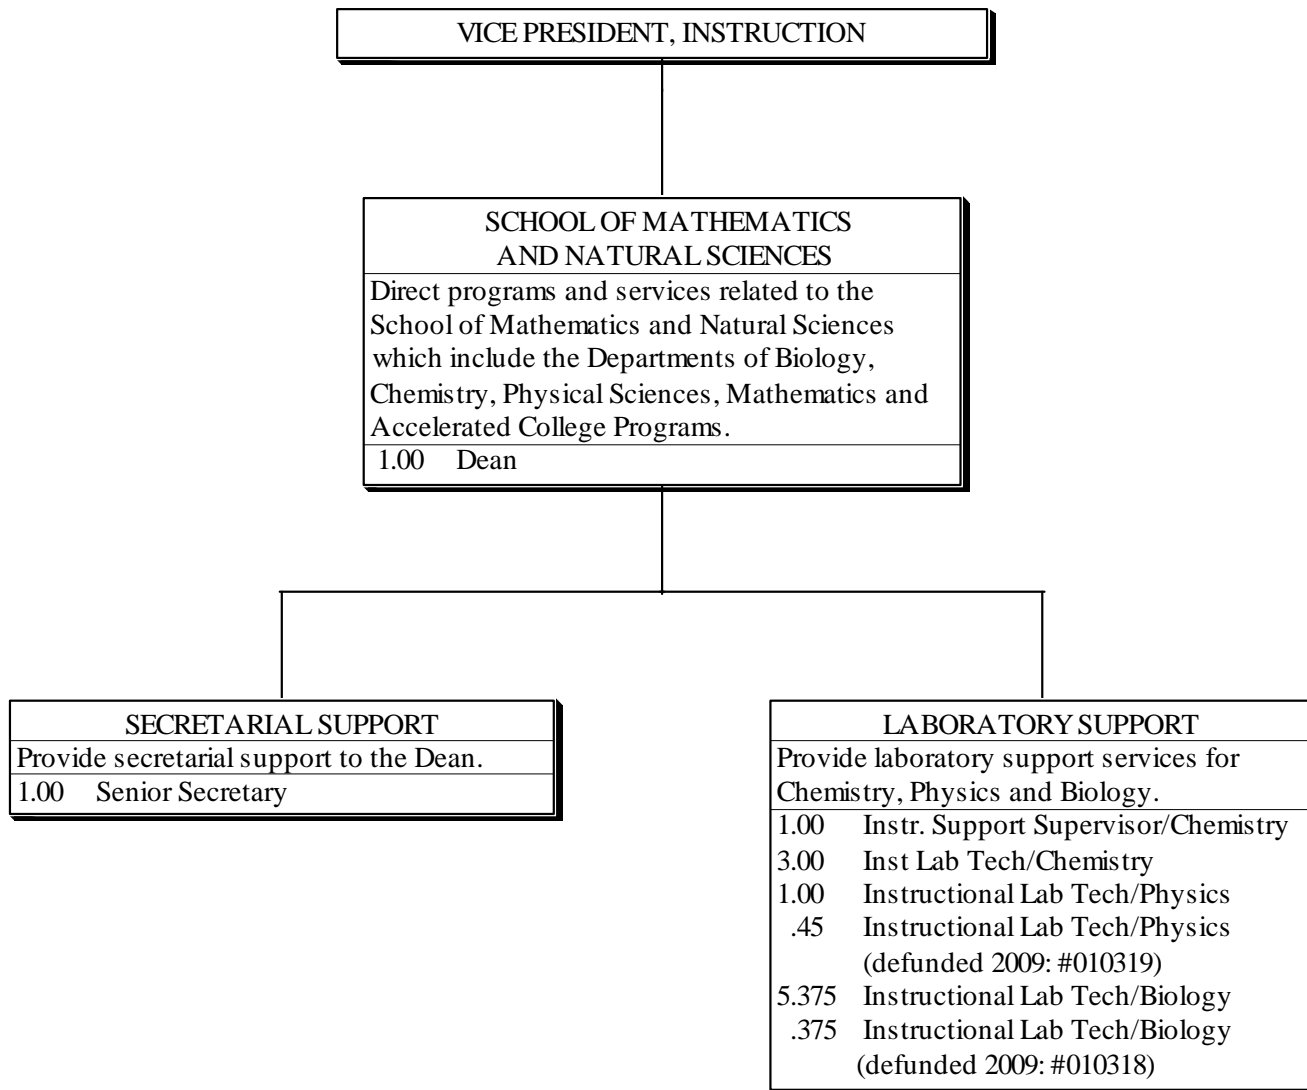 VICE PRESIDENT, INSTRUCTION
SCHOOL OF MATHEMATICS
AND NATURAL SCIENCES
Direct programs and services related to the
School of Mathematics and Natural Sciences
which include the Departments of Biology,
Chemistry, Physical Sciences, Mathematics and
Accelerated College Programs.
1.00 Dean
SECRETARIAL SUPPORT
Provide secretarial support to the Dean.
1.00 Senior Secretary
LABORATORY SUPPORT
Provide laboratory support services for
Chemistry, Physics and Biology.
1.00 Instr. Support Supervisor/Chemistry
3.00 Inst Lab Tech/Chemistry
1.00 Instructional Lab Tech/Physics
.45 Instructional Lab Tech/Physics
(defunded 2009: #010319)
5.375 Instructional Lab Tech/Biology
.375 Instructional Lab Tech/Biology
(defunded 2009: #010318)